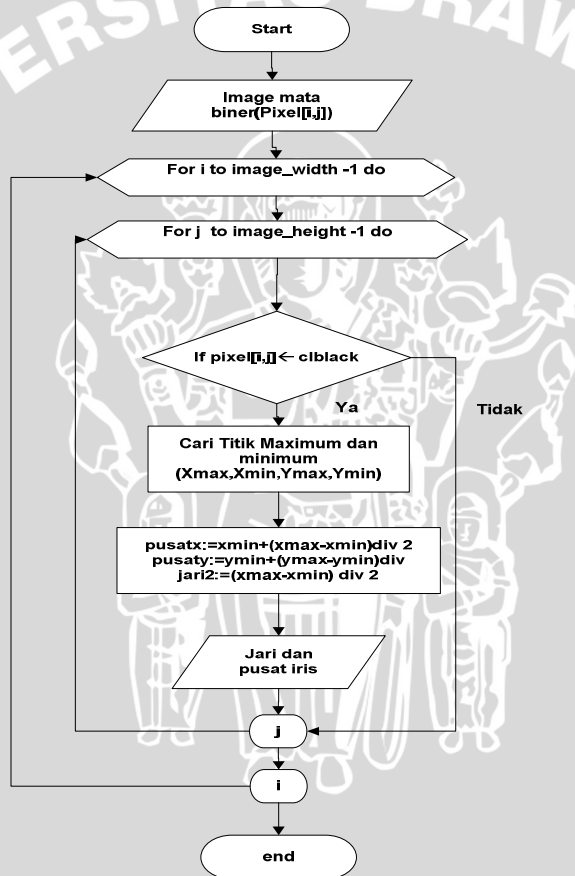 ERSITAS BRAW
Start
Image mata
biner(Pixel[i,j])
For i to image_width -1 do
For j to image_height -1 do
If pixel[i,j]← clblack
Ya
Tidak
Cari Titik Maximum dan
minimum
(Xmax,Xmin,Ymax,Ymin)
pusatx:=xmin+(xmax-xmin)div 2
pusaty:=ymin+(ymax-ymin)div
jari2:=(xmax-xmin) div 2
Jari dan
pusat iris
j
i
end